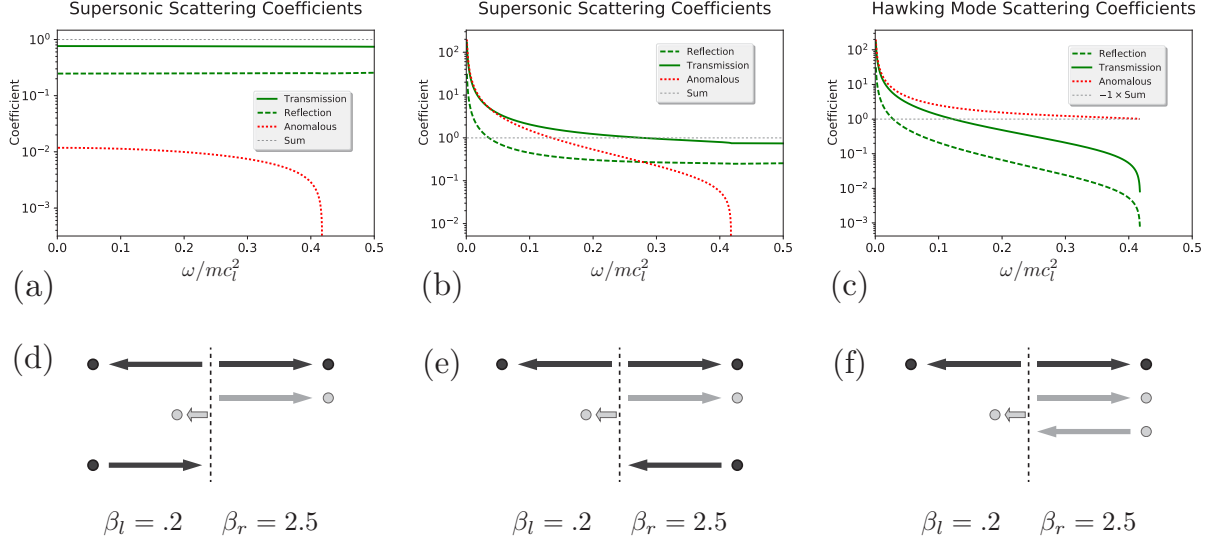 Supersonic Scattering Coefficients
Coefficient
10⁰
10⁻¹
10⁻²
10⁻³
Transmission
Reflection
Anomalous
Sum
0.0 0.1 0.2 0.3 0.4 0.5
ω/mc_l^2
(a)
Supersonic Scattering Coefficients
Coefficient
10²
10¹
10⁰
10⁻¹
10⁻²
Reflection
Transmission
Anomalous
Sum
0.0 0.1 0.2 0.3 0.4 0.5
ω/mc_l^2
(b)
Hawking Mode Scattering Coefficients
Coefficient
10²
10¹
10⁰
10⁻¹
10⁻²
10⁻³
Reflection
Transmission
Anomalous
−1 × Sum
0.0 0.1 0.2 0.3 0.4 0.5
ω/mc_l^2
(c)
(d)
β_l = .2 β_r = 2.5
(e)
β_l = .2 β_r = 2.5
(f)
β_l = .2 β_r = 2.5